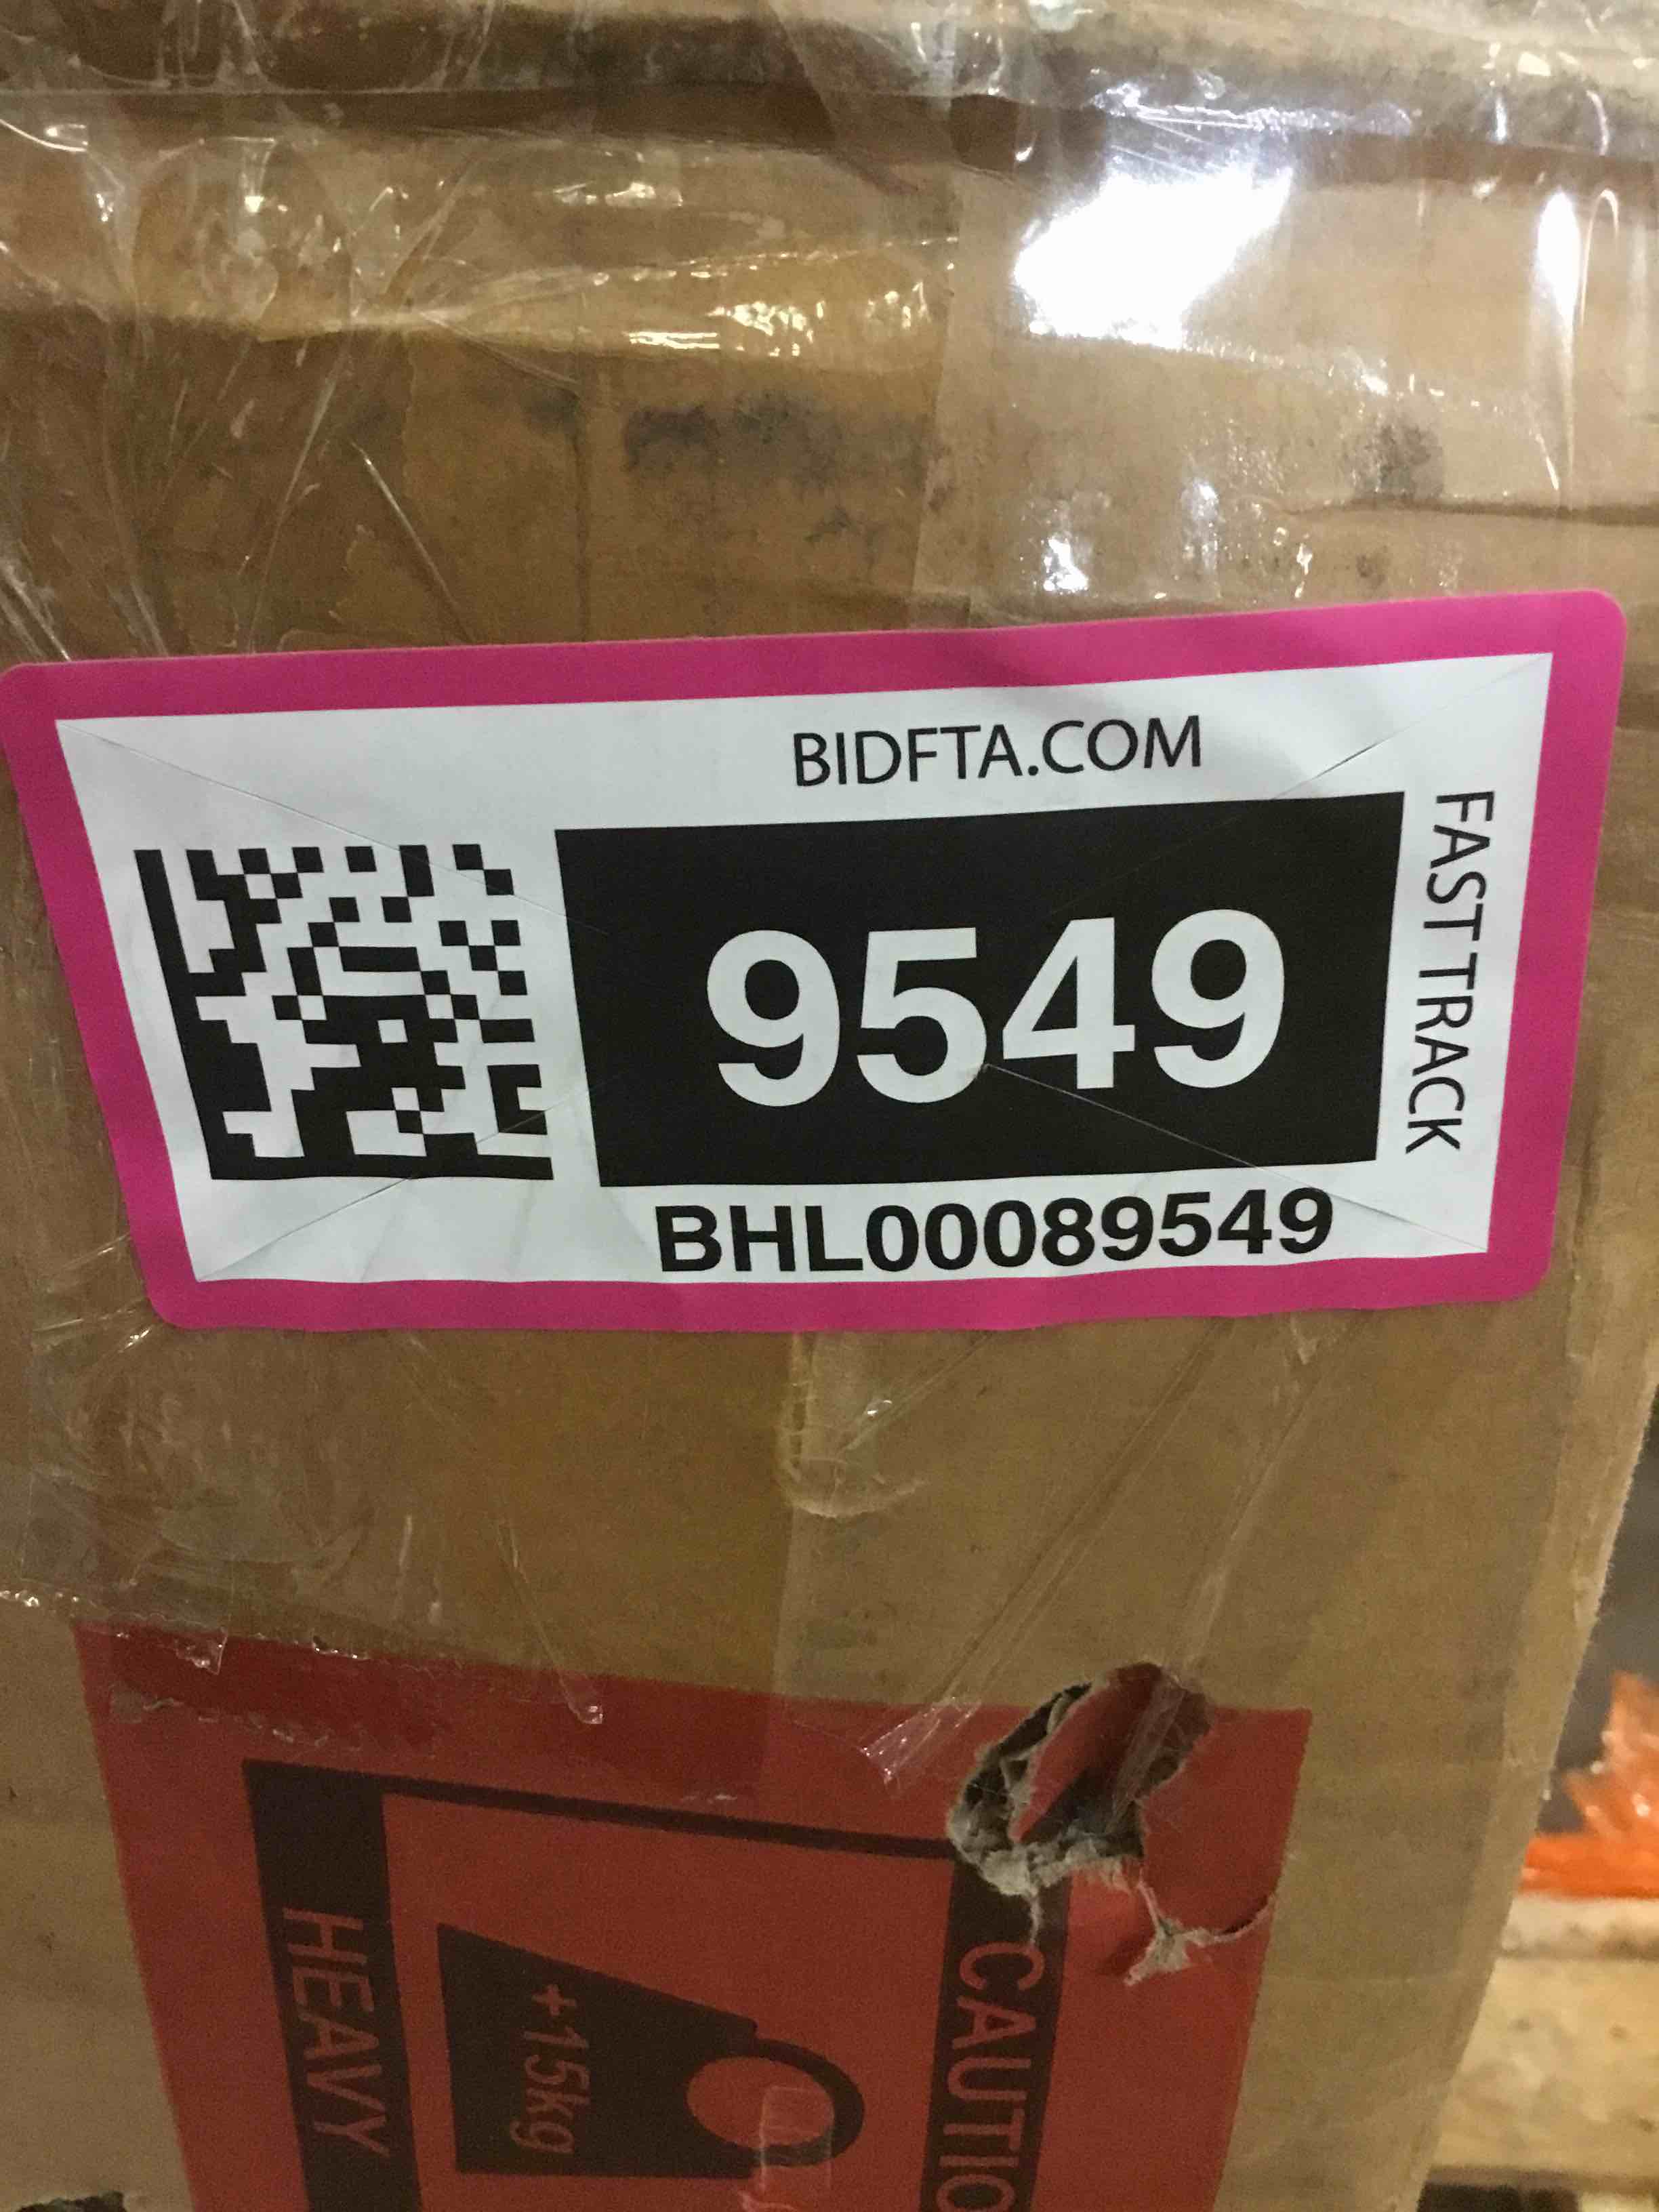 BIDFTA.COM
9549
FAST TRACK
BHL00089549
CAUTIO
+15kg
HEAVY